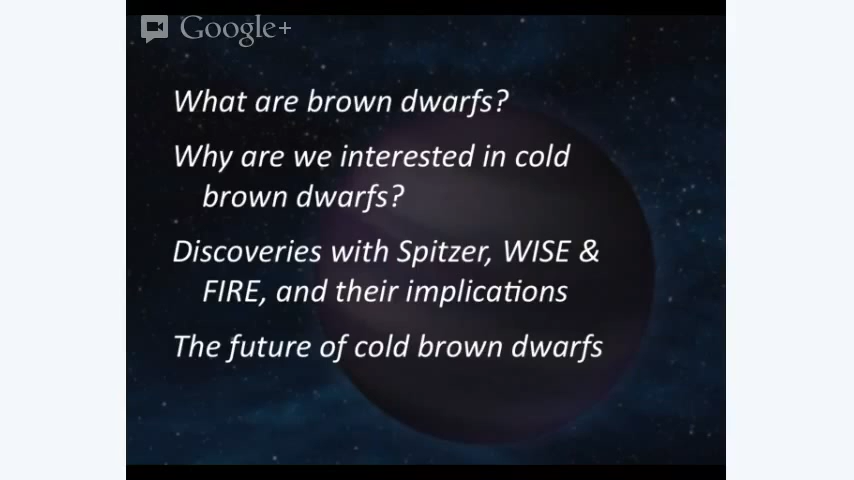 Google+
What are brown dwarfs?
Why are we interested in cold
brown dwarfs?
Discoveries with Spitzer, WISE &
FIRE, and their implications
The future of cold brown dwarfs